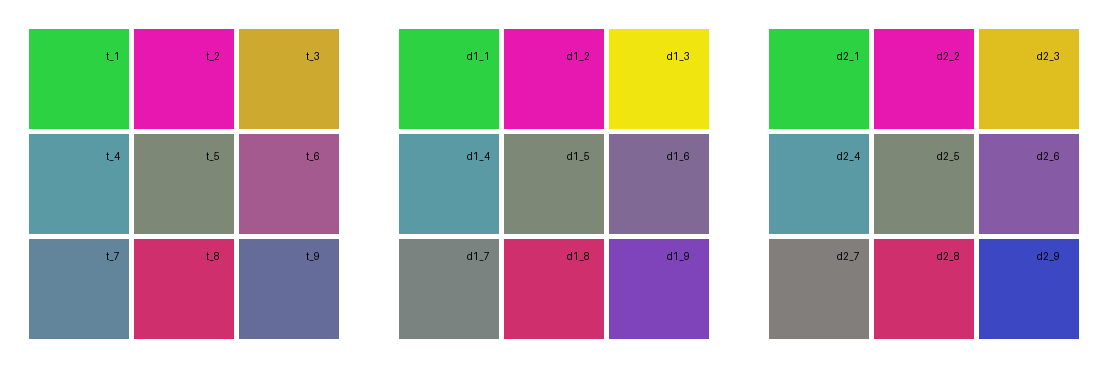 t_1 t_2 t_3 d1_1 d1_2 d1_3 d2_1 d2_2 d2_3
t_4 t_5 t_6 d1_4 d1_5 d1_6 d2_4 d2_5 d2_6
t_7 t_8 t_9 d1_7 d1_8 d1_9 d2_7 d2_8 d2_9